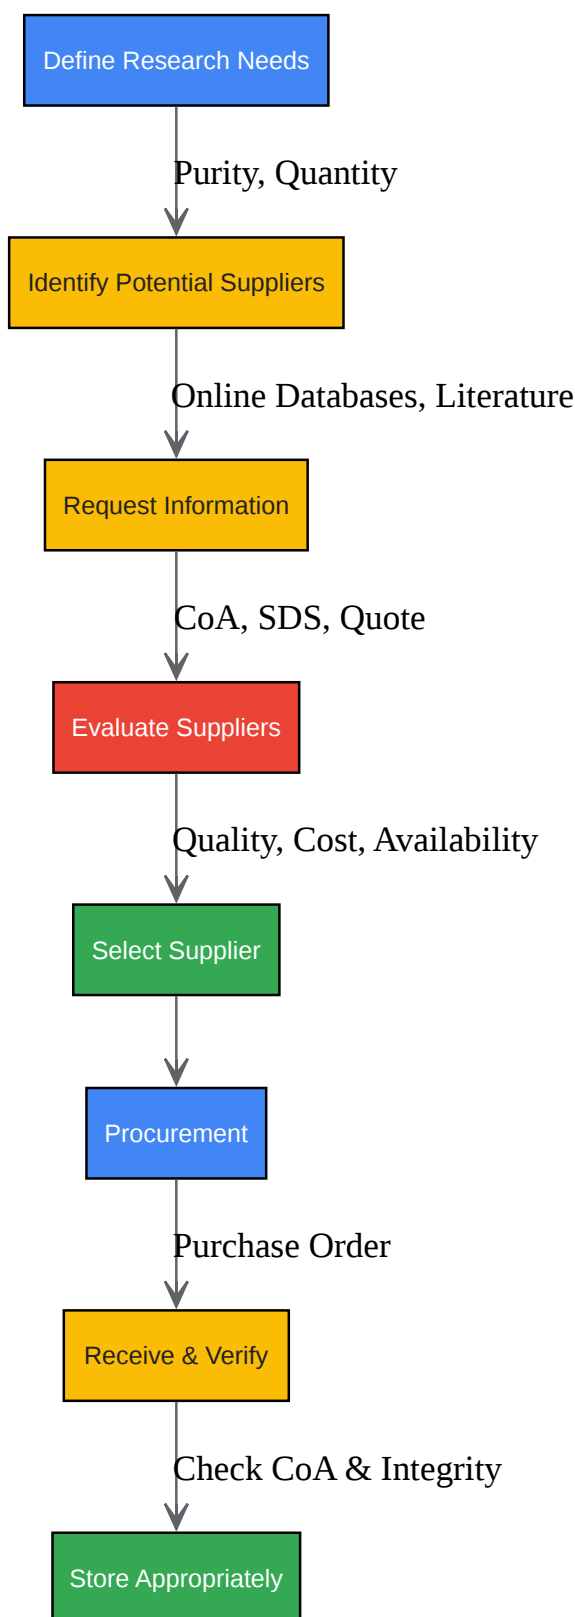 Define Research Needs
Purity, Quantity
Identify Potential Suppliers
Online Databases, Literature
Request Information
CoA, SDS, Quote
Evaluate Suppliers
Quality, Cost, Availability
Select Supplier
Procurement
Purchase Order
Receive & Verify
Check CoA & Integrity
Store Appropriately